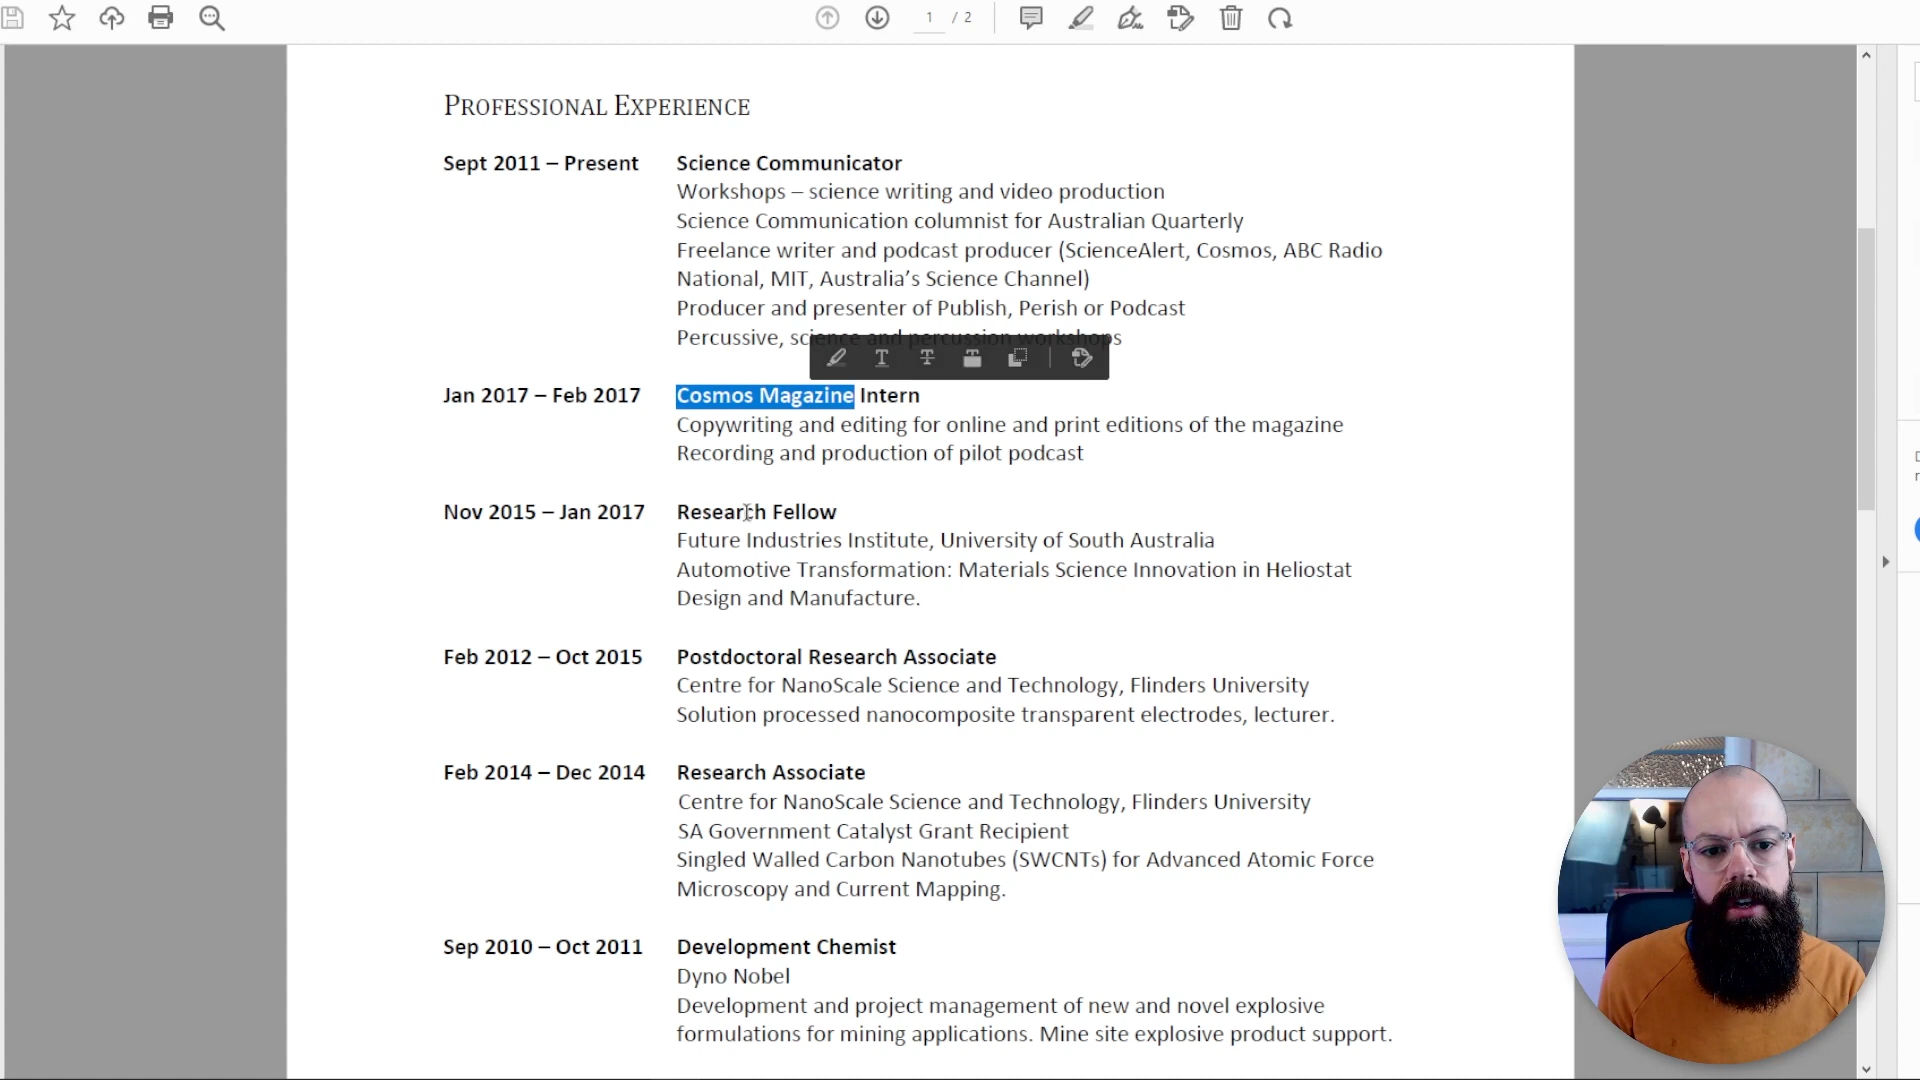 1 / 2
PROFESSIONAL EXPERIENCE
Sept 2011 – Present Science Communicator
Workshops – science writing and video production
Science Communication columnist for Australian Quarterly
Freelance writer and podcast producer (ScienceAlert, Cosmos, ABC Radio
National, MIT, Australia's Science Channel)
Producer and presenter of Publish, Perish or Podcast
Percussive, science and percussion workshops
Jan 2017 – Feb 2017 Cosmos Magazine Intern
Copywriting and editing for online and print editions of the magazine
Recording and production of pilot podcast
Nov 2015 – Jan 2017 Research Fellow
Future Industries Institute, University of South Australia
Automotive Transformation: Materials Science Innovation in Heliostat
Design and Manufacture.
Feb 2012 – Oct 2015 Postdoctoral Research Associate
Centre for NanoScale Science and Technology, Flinders University
Solution processed nanocomposite transparent electrodes, lecturer.
Feb 2014 – Dec 2014 Research Associate
Centre for NanoScale Science and Technology, Flinders University
SA Government Catalyst Grant Recipient
Singled Walled Carbon Nanotubes (SWCNTs) for Advanced Atomic Force
Microscopy and Current Mapping.
Sep 2010 – Oct 2011 Development Chemist
Dyno Nobel
Development and project management of new and novel explosive
formulations for mining applications. Mine site explosive product support.